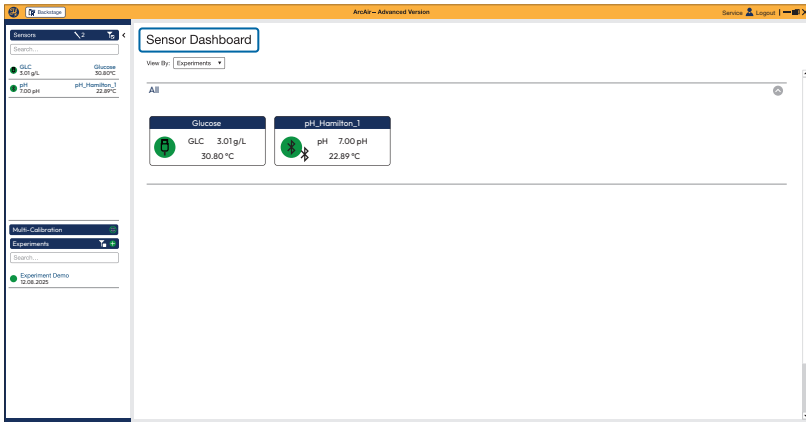 Backstage
ArcAir – Advanced Version
Service Logout
Sensors 2
Search...
GLC Glucose
3.01 g/L 30.80°C
pH pH_Hamilton_1
7.00 pH 22.89°C
Multi-Calibration
Experiments
Search...
Experiment Demo
12.08.2025
Sensor Dashboard
View By: Experiments
All
Glucose
GLC 3.01 g/L
30.80 °C
pH_Hamilton_1
pH 7.00 pH
22.89 °C